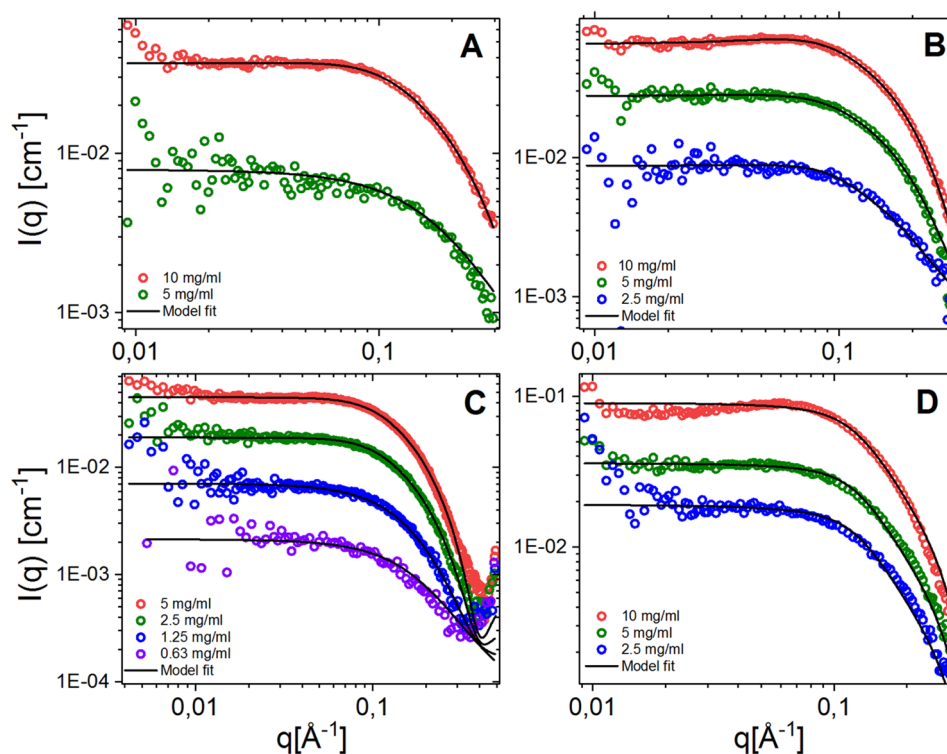 A
B
I(q) [cm⁻¹]
1E-02
1E-03
10 mg/ml
5 mg/ml
Model fit
0,01
0,1
1E-02
1E-03
10 mg/ml
5 mg/ml
2.5 mg/ml
Model fit
0,01
0,1
C
D
I(q) [cm⁻¹]
1E-02
1E-03
1E-04
5 mg/ml
2.5 mg/ml
1.25 mg/ml
0.63 mg/ml
Model fit
0,01
0,1
q[Å⁻¹]
1E-01
1E-02
10 mg/ml
5 mg/ml
2.5 mg/ml
Model fit
0,01
0,1
q[Å⁻¹]